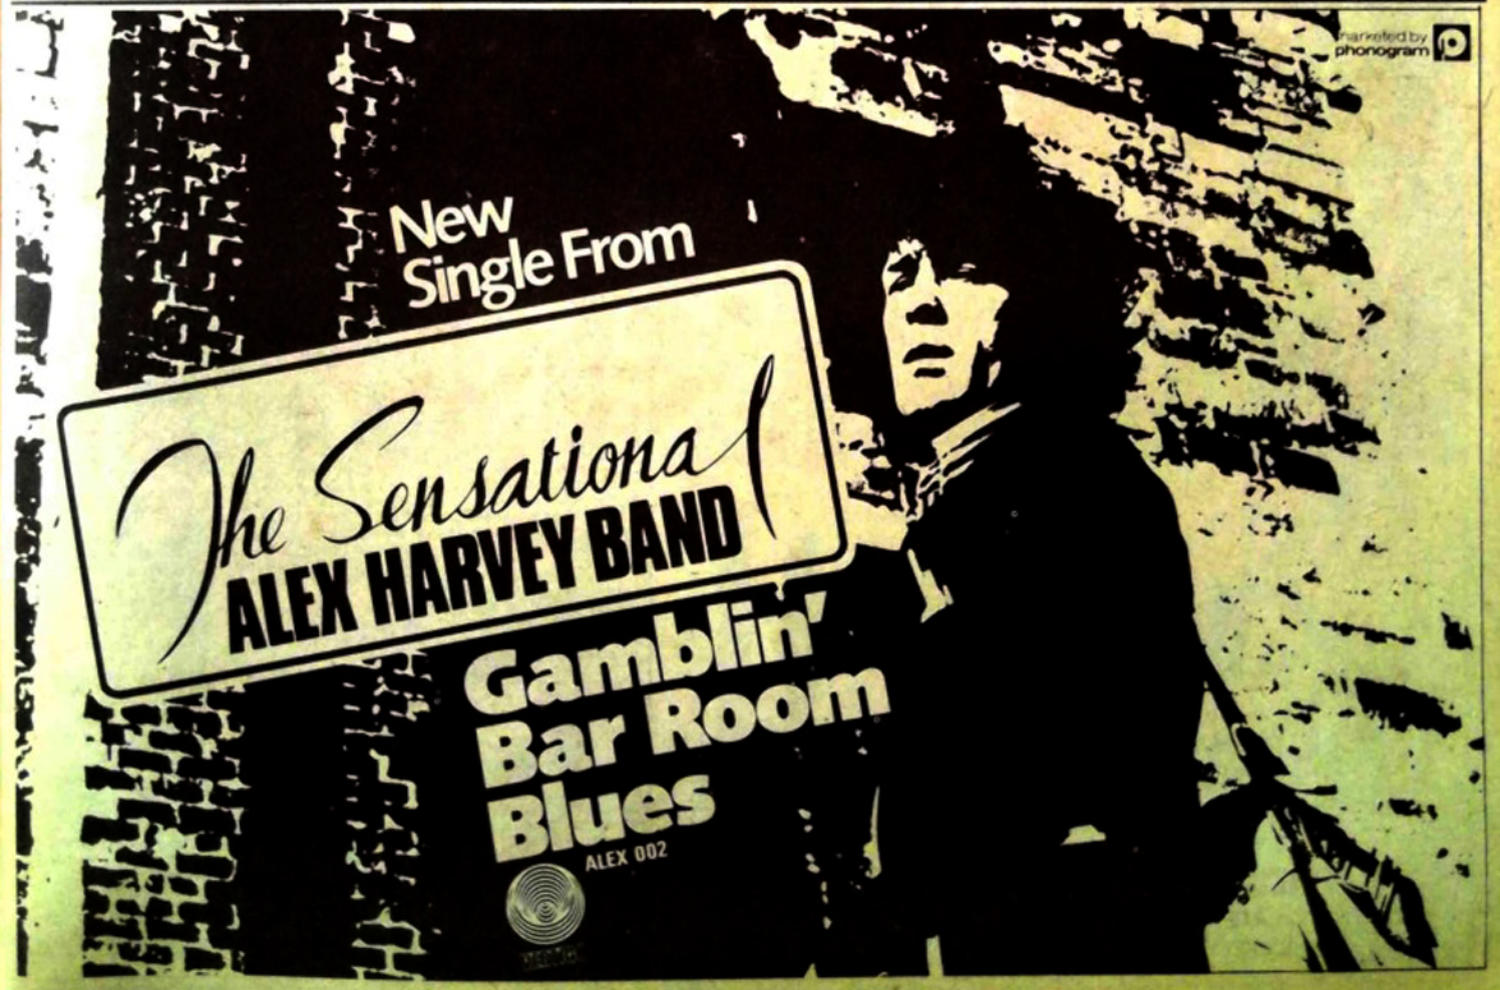 marketed by
phonogram
New
Single From
The Sensational
ALEX HARVEY BAND
Gamblin'
Bar Room
Blues
ALEX 002